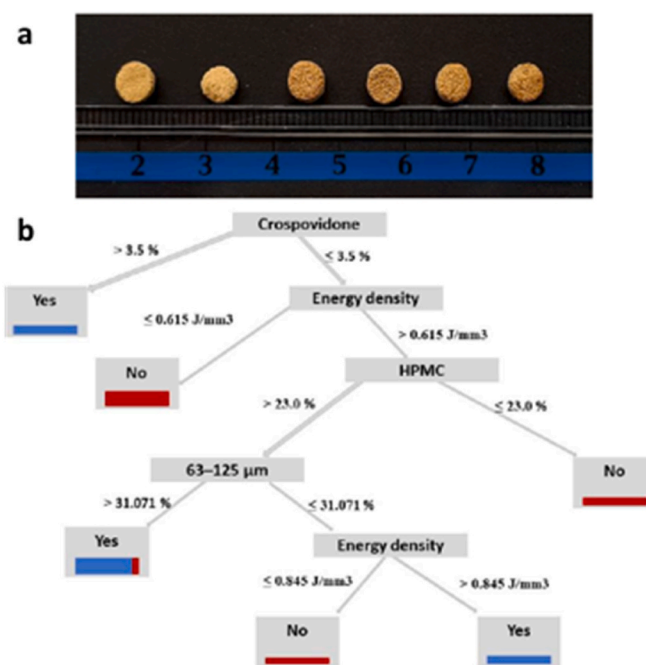 a
2 3 4 5 6 7 8
b
Crospovidone
> 3.5 %
≤ 3.5 %
Yes
Energy density
≤ 0.615 J/mm3
> 0.615 J/mm3
No
HPMC
> 23.0 %
≤ 23.0 %
63–125 µm
No
> 31.071 %
≤ 31.071 %
Yes
Energy density
≤ 0.845 J/mm3
> 0.845 J/mm3
No
Yes